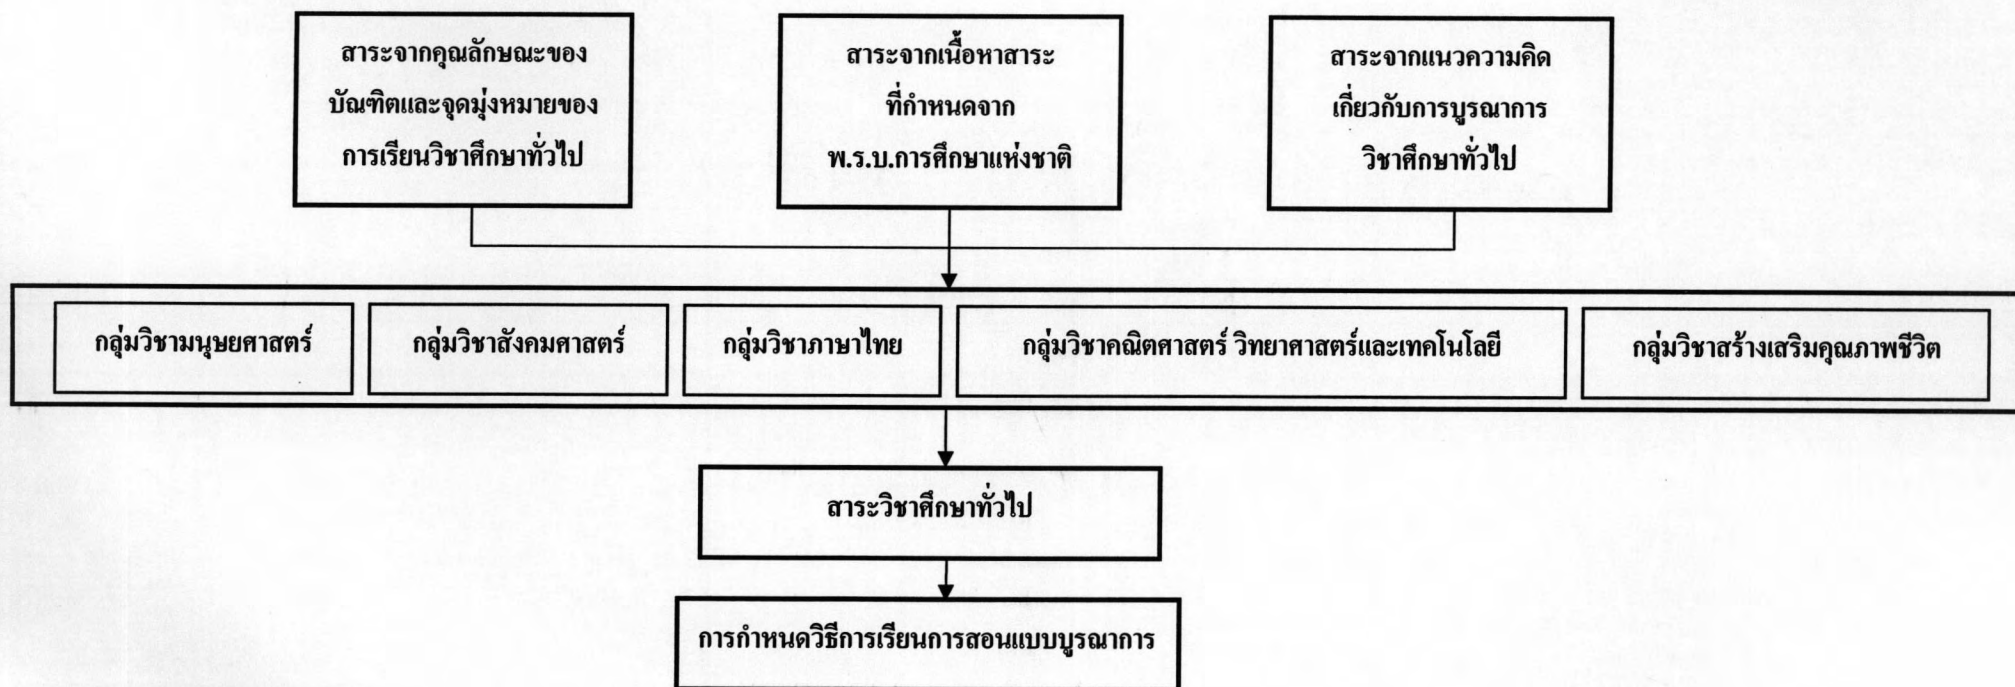 สาระจากคุณลักษณะของ
บัณฑิตและจุดมุ่งหมายของ
การเรียนวิชาศึกษาทั่วไป
สาระจากเนื้อหาสาระ
ที่กำหนดจาก
พ.ร.บ.การศึกษาแห่งชาติ
สาระจากแนวความคิด
เกี่ยวกับการบูรณาการ
วิชาศึกษาทั่วไป
กลุ่มวิชามนุษยศาสตร์
กลุ่มวิชาสังคมศาสตร์
กลุ่มวิชาภาษาไทย
กลุ่มวิชาคณิตศาสตร์ วิทยาศาสตร์และเทคโนโลยี
กลุ่มวิชาสร้างเสริมคุณภาพชีวิต
สาระวิชาศึกษาทั่วไป
การกำหนดวิธีการเรียนการสอนแบบบูรณาการ